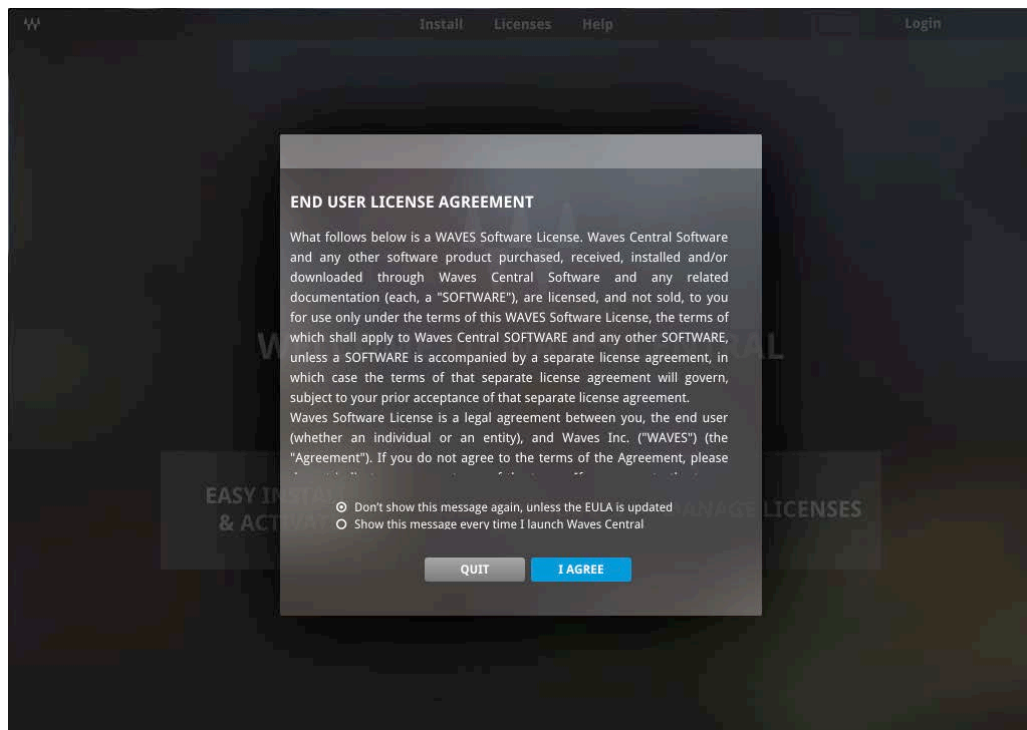 Install Licenses Help Login
END USER LICENSE AGREEMENT
What follows below is a WAVES Software License. Waves Central Software
and any other software product purchased, received, installed and/or
downloaded through Waves Central Software and any related
documentation (each, a "SOFTWARE"), are licensed, and not sold, to you
for use only under the terms of this WAVES Software License, the terms of
which shall apply to Waves Central SOFTWARE and any other SOFTWARE,
unless a SOFTWARE is accompanied by a separate license agreement, in
which case the terms of that separate license agreement will govern,
subject to your prior acceptance of that separate license agreement.
Waves Software License is a legal agreement between you, the end user
(whether an individual or an entity), and Waves Inc. ("WAVES") (the
"Agreement"). If you do not agree to the terms of the Agreement, please
EASY
&
LICENSES
Don't show this message again, unless the EULA is updated
Show this message every time I launch Waves Central
QUIT I AGREE